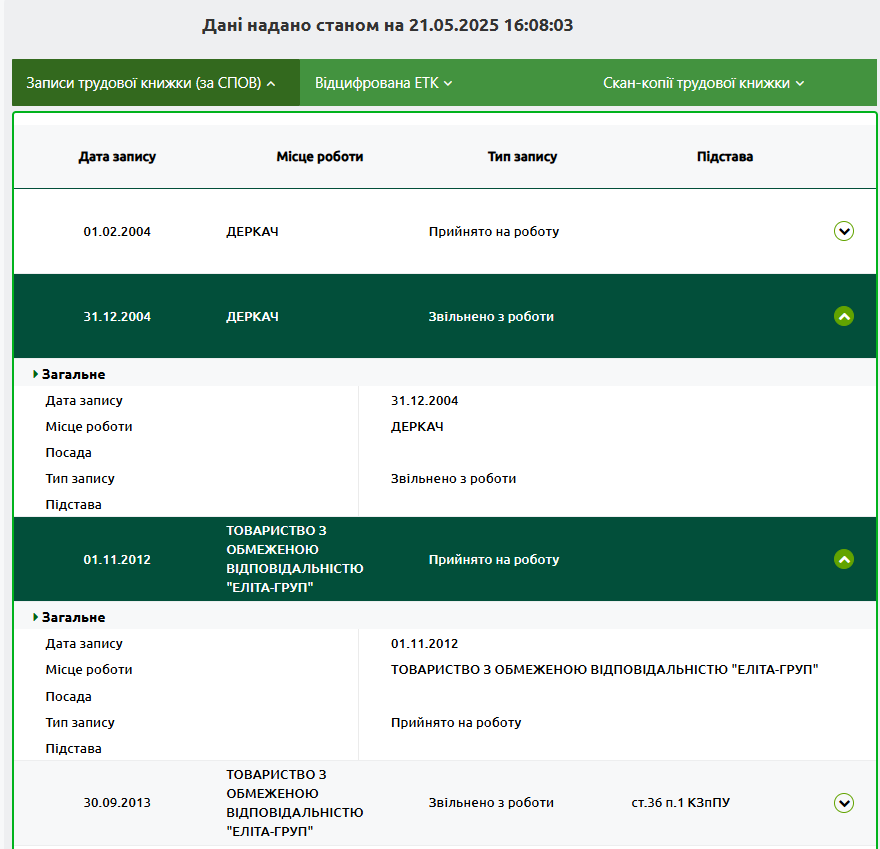 Дані надано станом на 21.05.2025 16:08:03
Записи трудової книжки (за СПОВ) Відцифрована ЕТК Скан-копії трудової книжки
Дата запису Місце роботи Тип запису Підстава
01.02.2004 ДЕРКАЧ Прийнято на роботу
31.12.2004 ДЕРКАЧ Звільнено з роботи
Загальне
Дата запису 31.12.2004
Місце роботи ДЕРКАЧ
Посада
Тип запису Звільнено з роботи
Підстава
ТОВАРИСТВО З
ОБМЕЖЕНОЮ
01.11.2012 ВІДПОВІДАЛЬНІСТЮ Прийнято на роботу
"ЕЛІТА-ГРУП"
Загальне
Дата запису 01.11.2012
Місце роботи ТОВАРИСТВО З ОБМЕЖЕНОЮ ВІДПОВІДАЛЬНІСТЮ "ЕЛІТА-ГРУП"
Посада
Тип запису Прийнято на роботу
Підстава
ТОВАРИСТВО З
ОБМЕЖЕНОЮ
30.09.2013 ВІДПОВІДАЛЬНІСТЮ Звільнено з роботи ст.36 п.1 КЗпПУ
"ЕЛІТА-ГРУП"